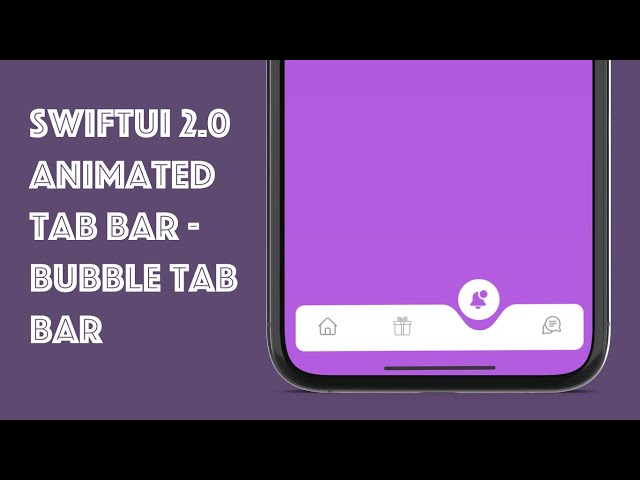 SWIFTUI 2.0
ANIMATED
TAB BAR -
BUBBLE TAB
BAR